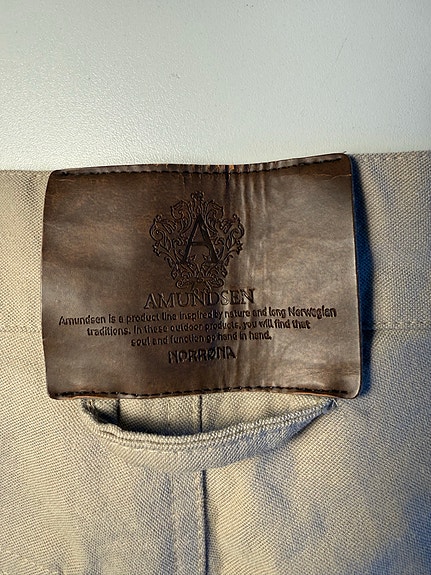 A
AMUNDSEN
Amundsen is a product line inspired by nature and long Norwegian
traditions. In these outdoor products, you will find that
soul and function go hand in hand.
NORRØNA